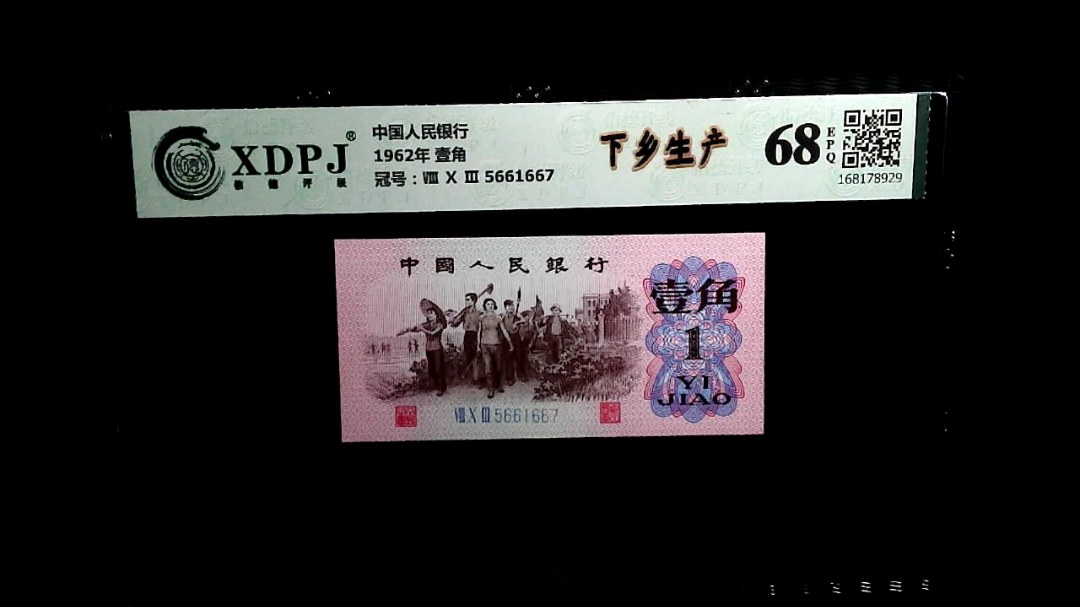 XDPJ®
中国人民银行
1962年 壹角
冠号：Ⅷ Ⅹ Ⅲ 5661667
下乡生产
68
EPQ
168178929
中國人民銀行
壹角
1
YI
JIAO
Ⅷ Ⅹ Ⅲ 5661667